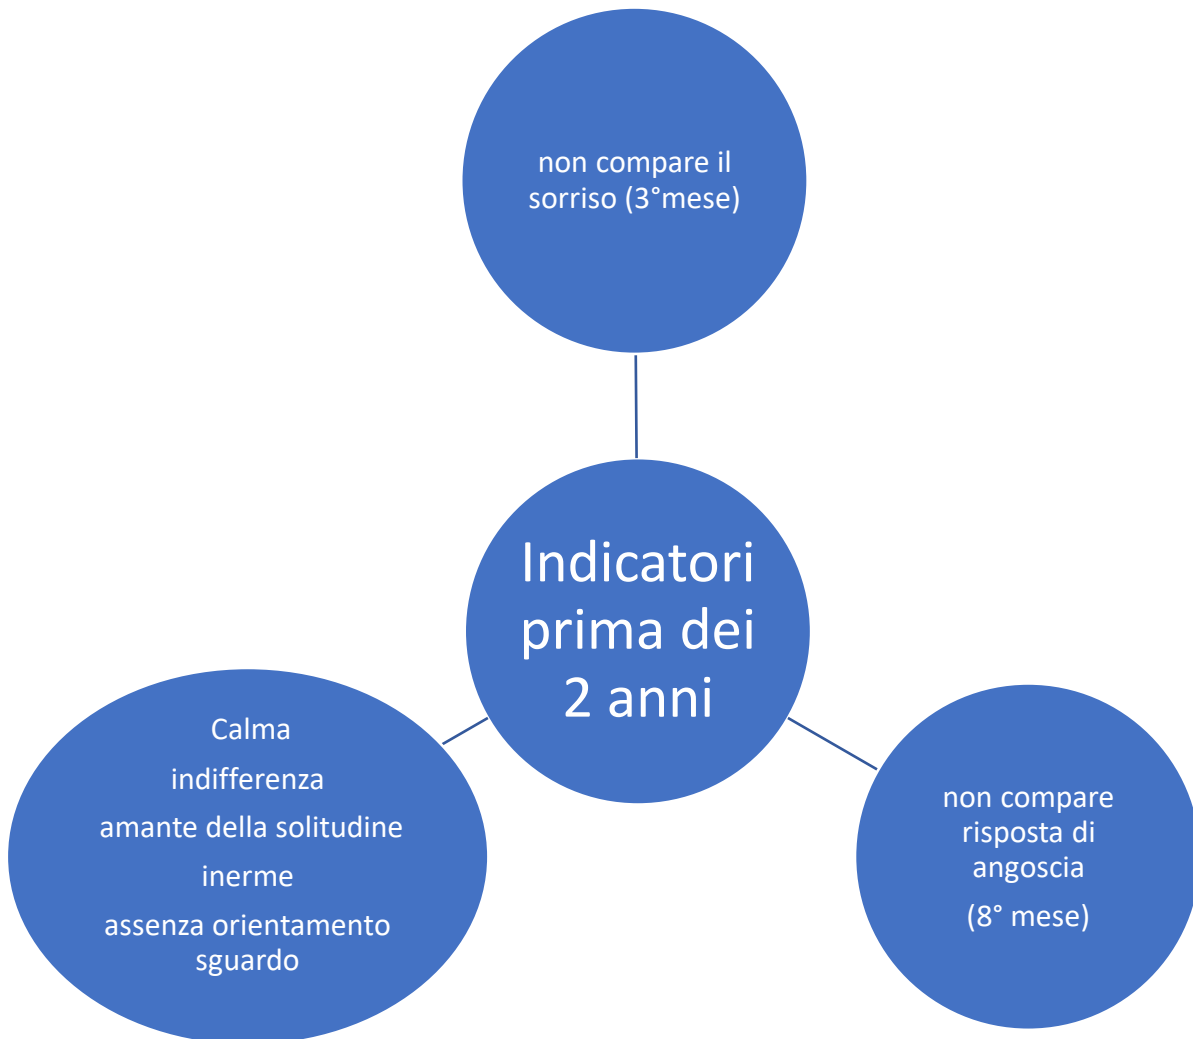 non compare il
sorriso (3°mese)
Indicatori
prima dei
2 anni
Calma
indifferenza
amante della solitudine
inerme
assenza orientamento
sguardo
non compare
risposta di
angoscia
(8° mese)